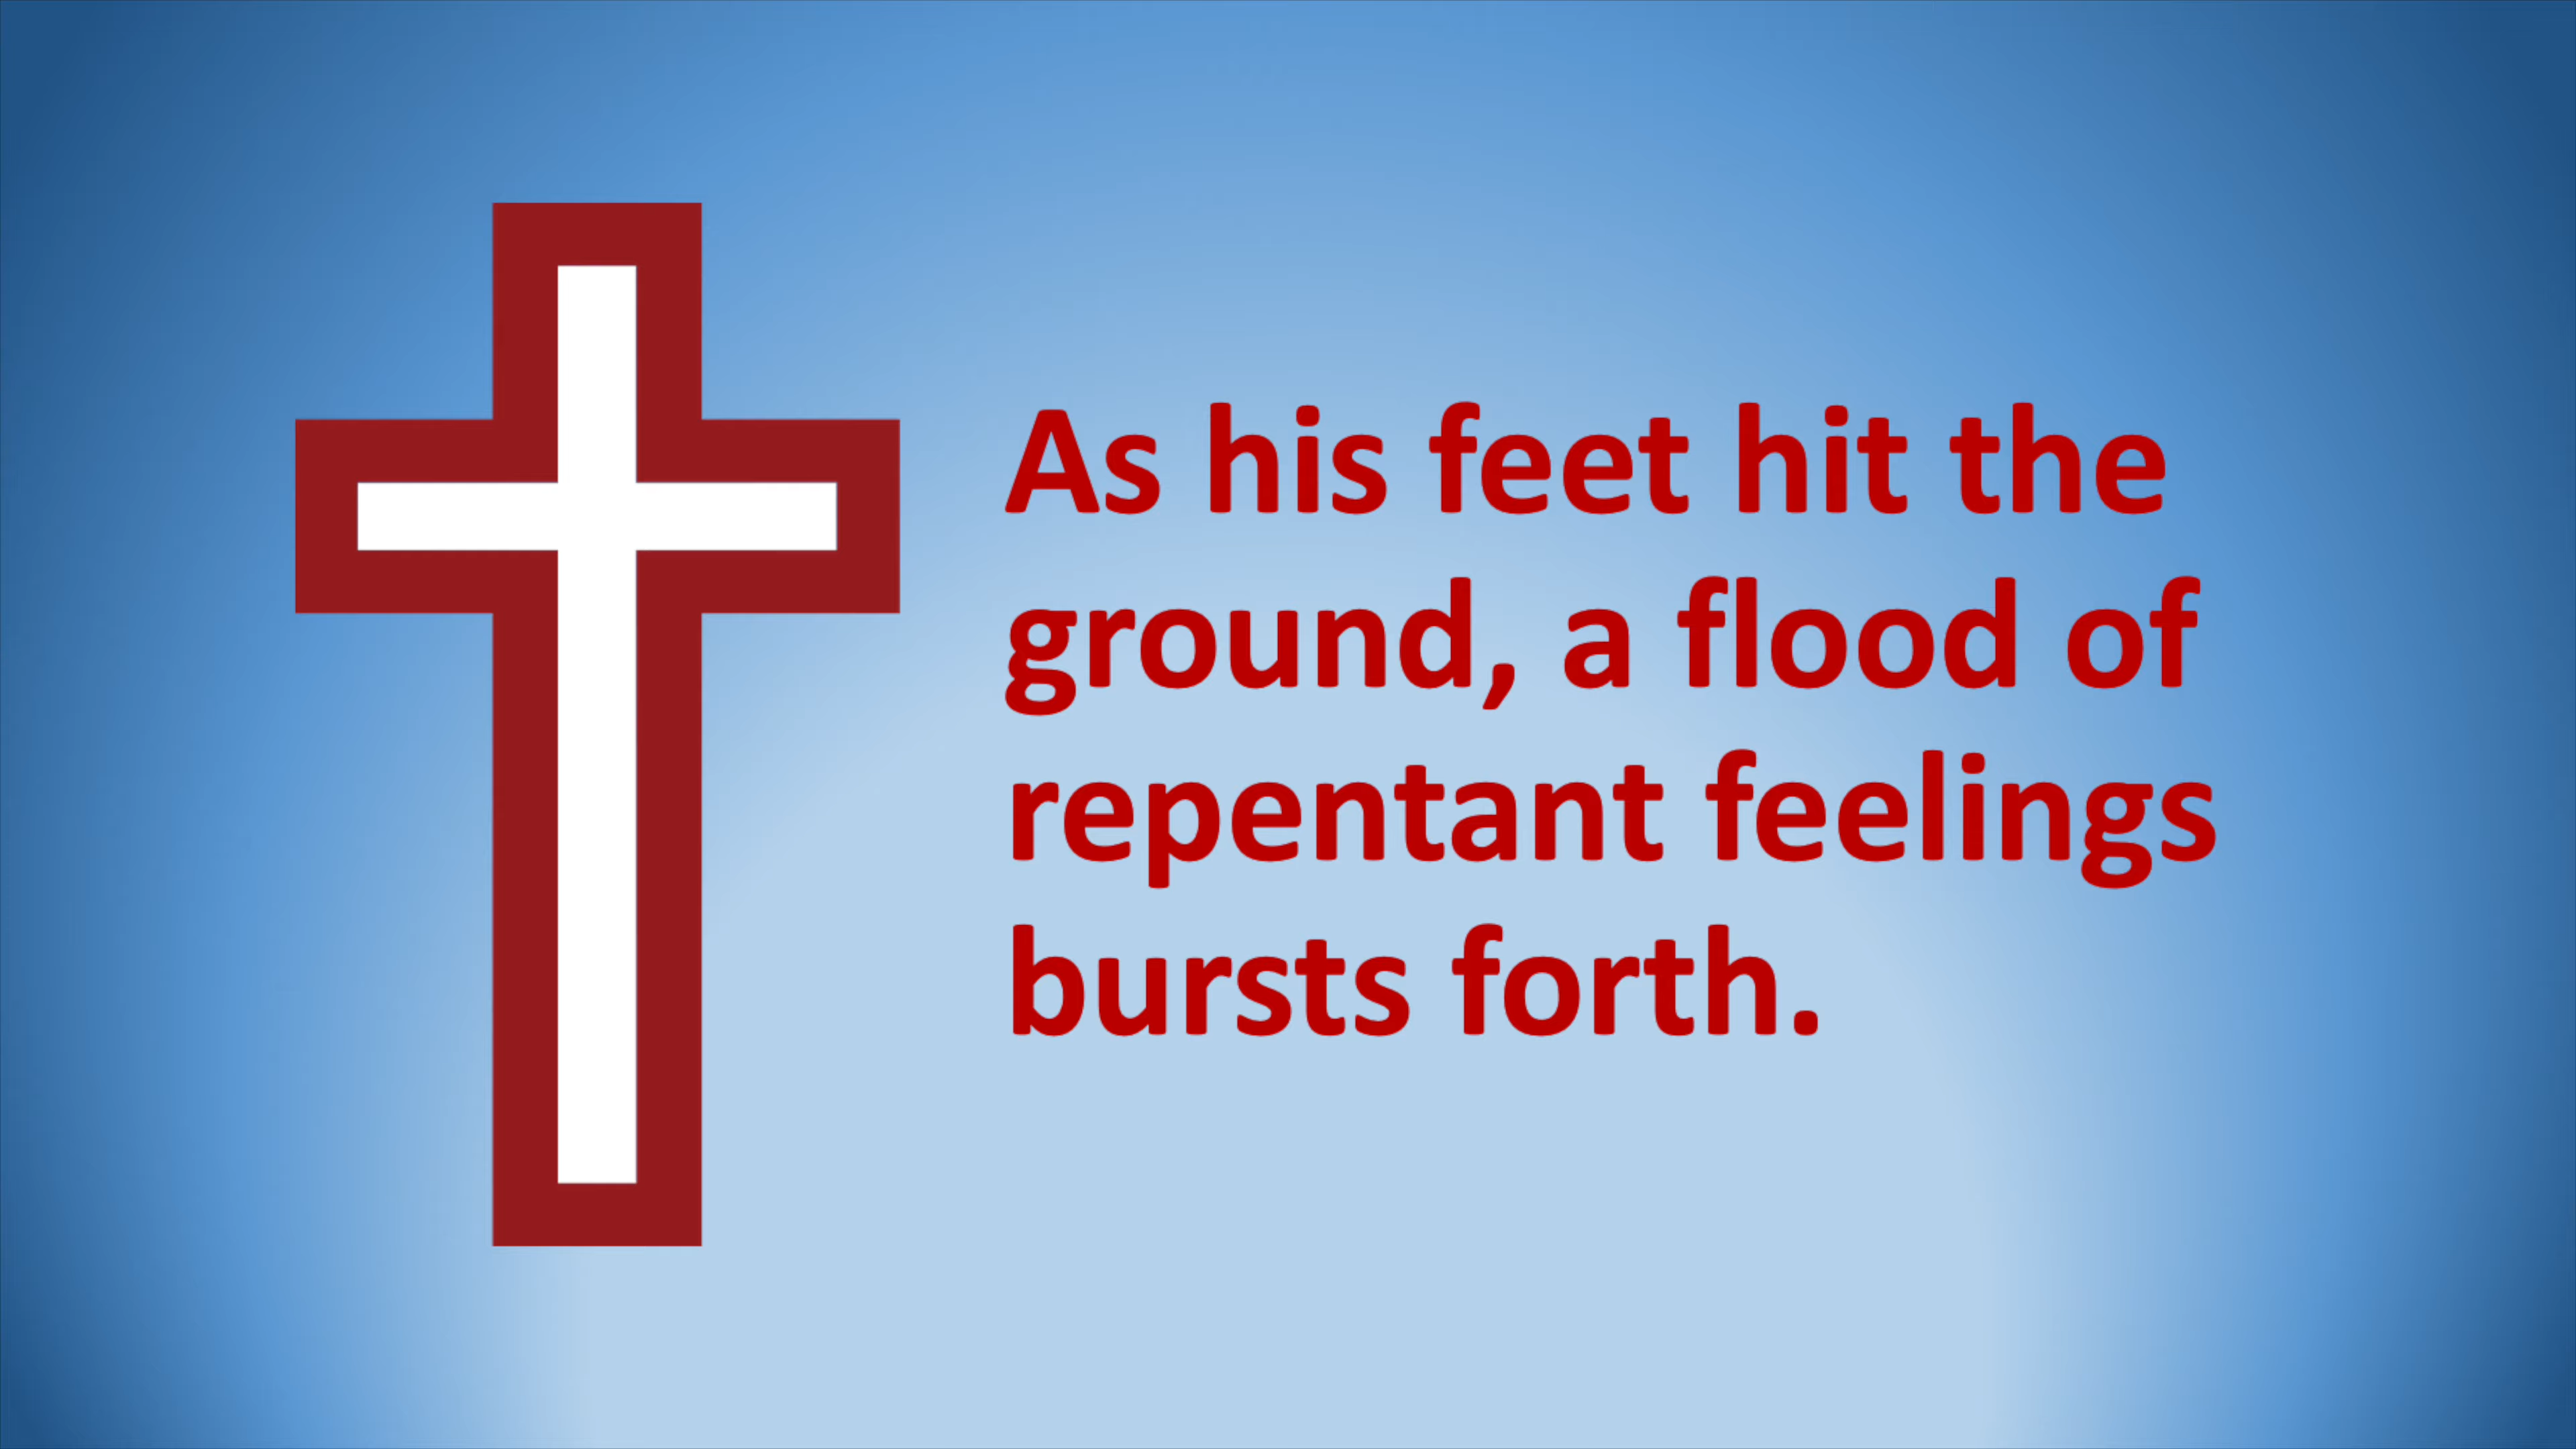 As his feet hit the
ground, a flood of
repentant feelings
bursts forth.